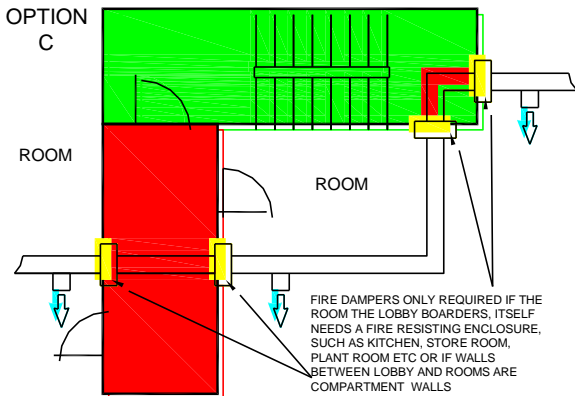 OPTION
C
ROOM
ROOM
FIRE DAMPERS ONLY REQUIRED IF THE
ROOM THE LOBBY BOARDERS, ITSELF
NEEDS A FIRE RESISTING ENCLOSURE,
SUCH AS KITCHEN, STORE ROOM,
PLANT ROOM ETC OR IF WALLS
BETWEEN LOBBY AND ROOMS ARE
COMPARTMENT WALLS